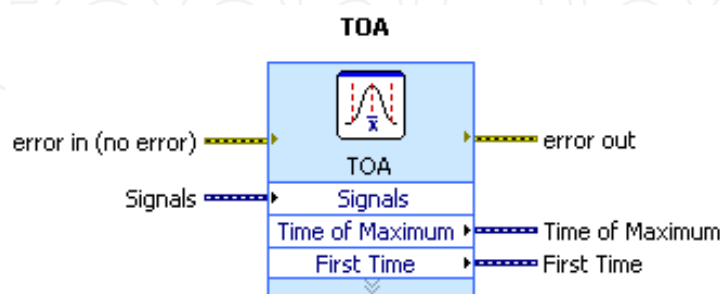 TOA
x̄
error in (no error)
error out
TOA
Signals
Signals
Time of Maximum
Time of Maximum
First Time
First Time